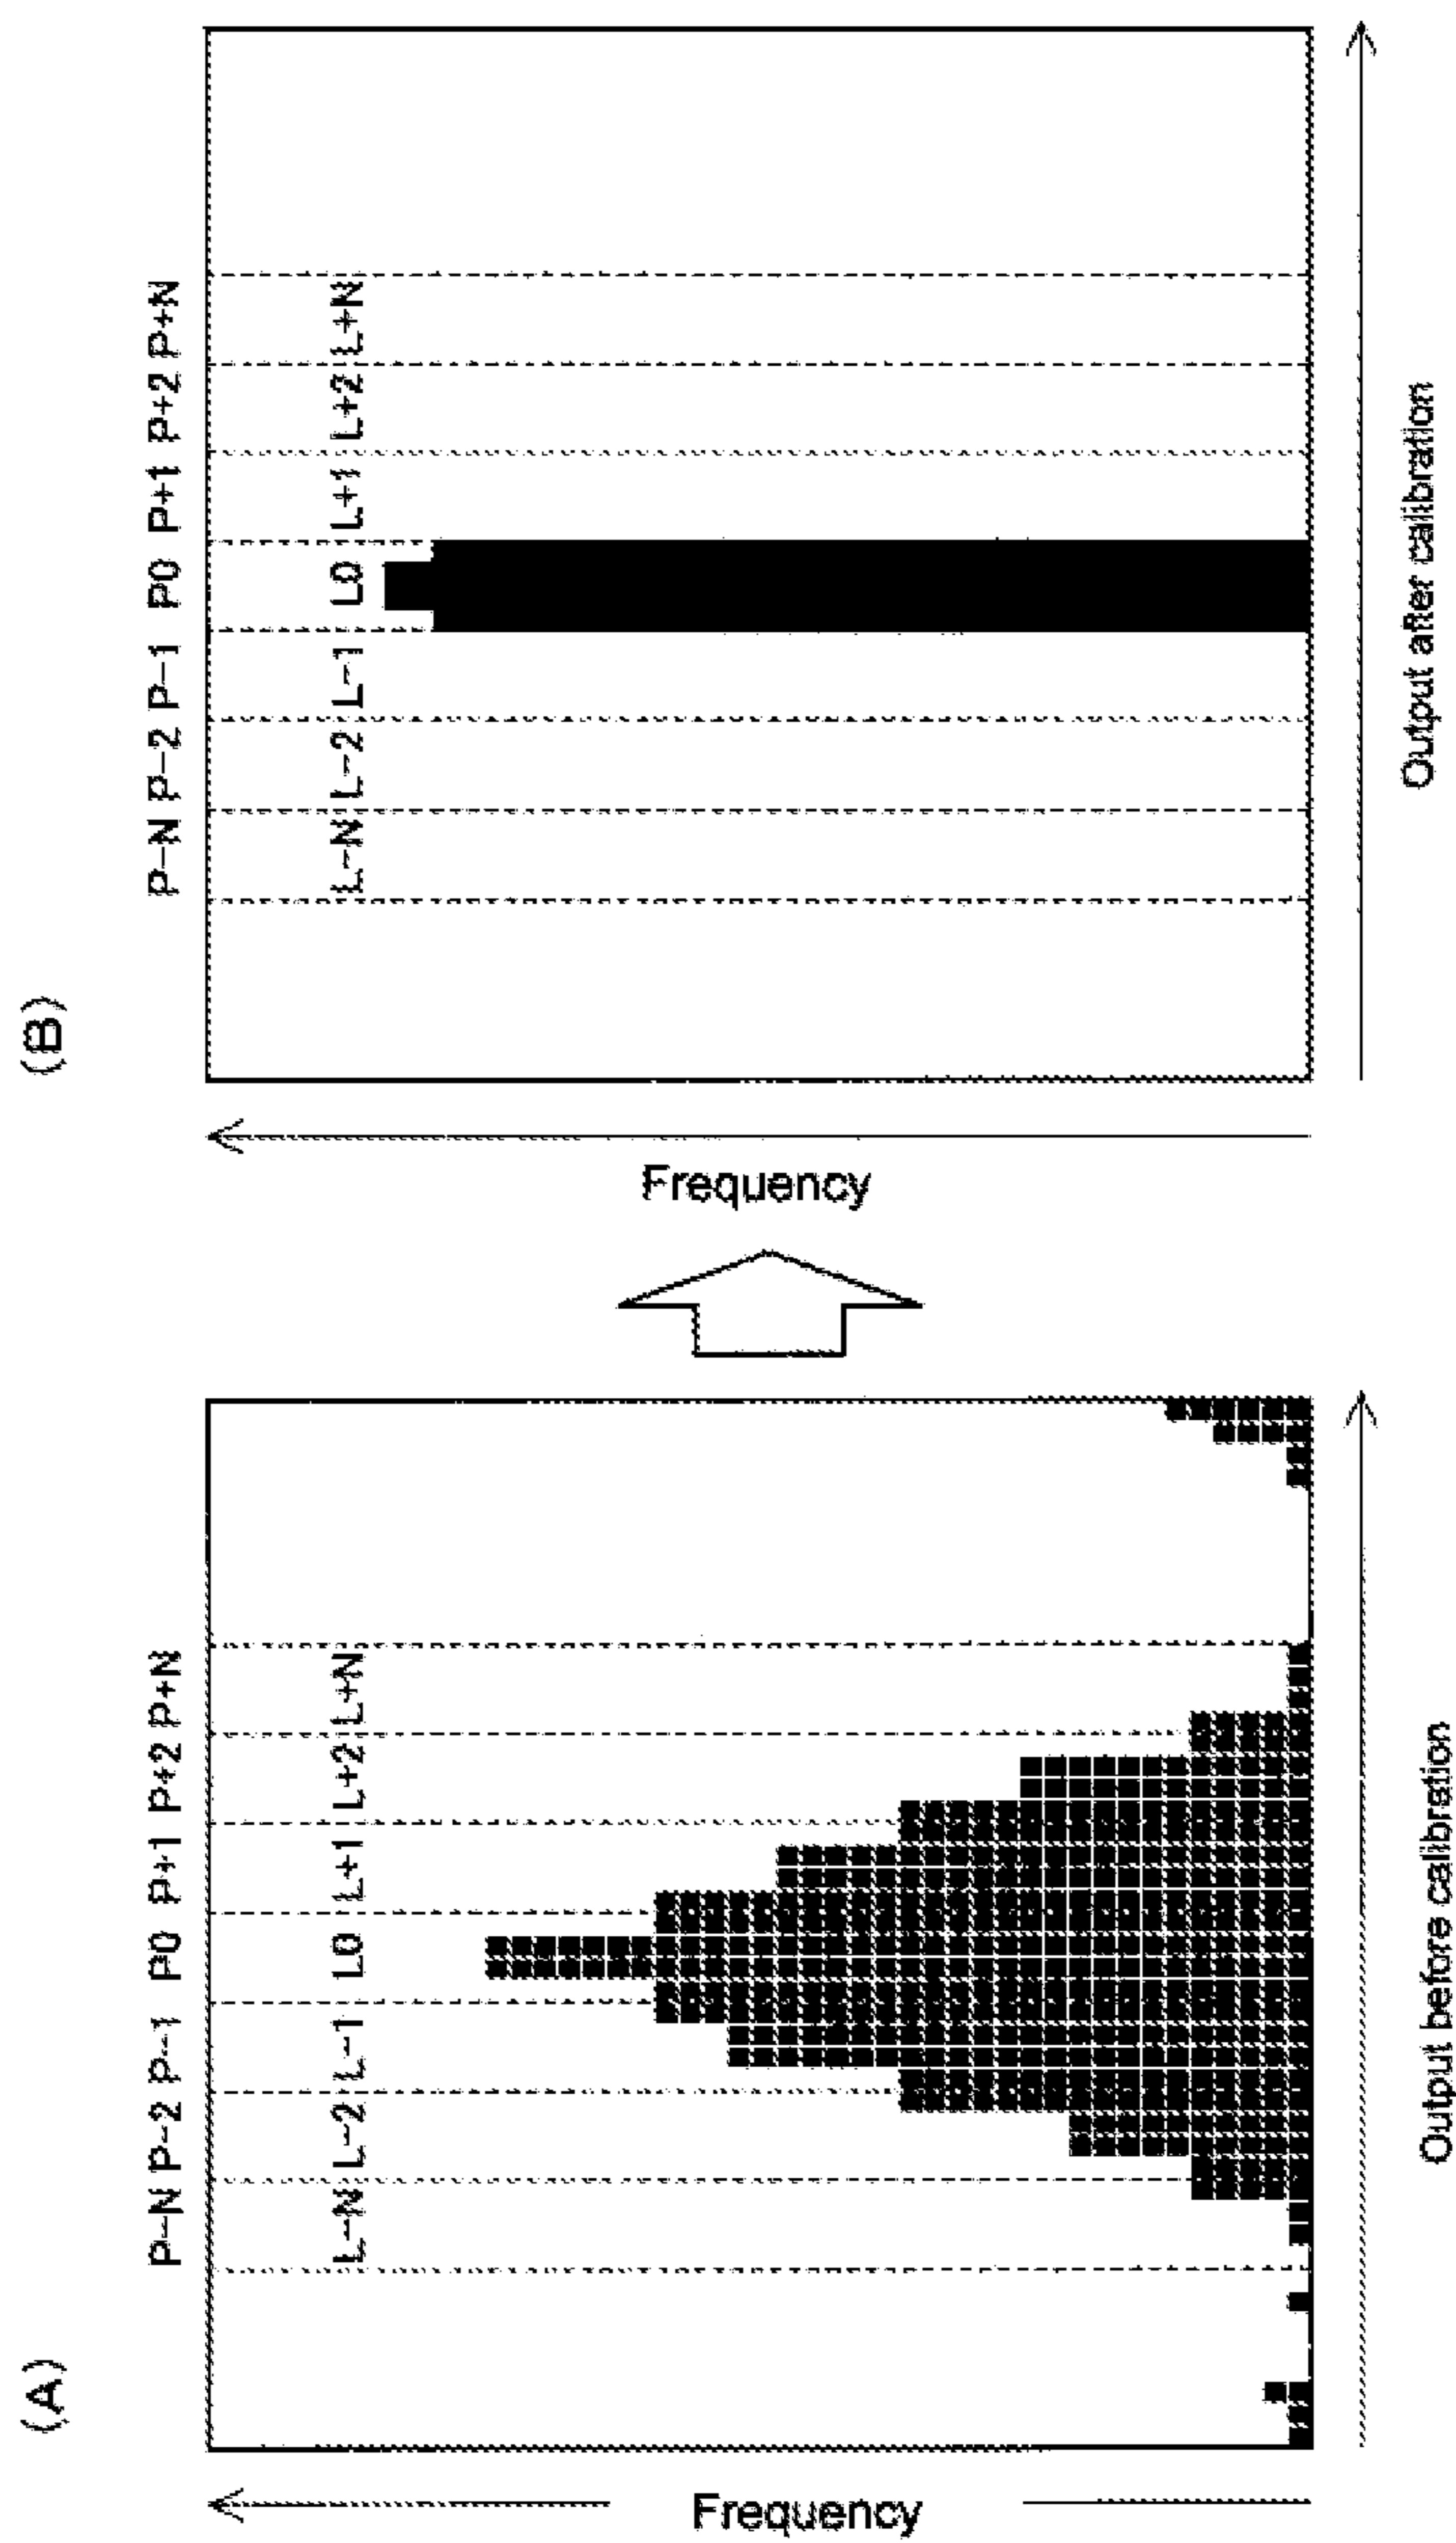 (A)
P-N P-2 P-1 P0 P+1 P+2 P+N
L-N L-2 L-1 L0 L+1 L+2 L+N
Frequency
Output before calibration
(B)
P-N P-2 P-1 P0 P+1 P+2 P+N
L-N L-2 L-1 L0 L+1 L+2 L+N
Frequency
Output after calibration